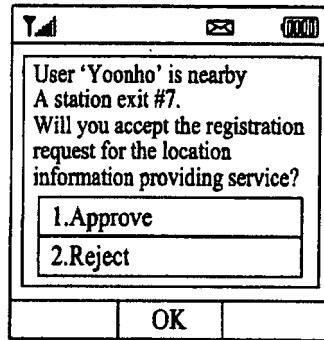 User 'Yoonho' is nearby
A station exit #7.
Will you accept the registration
request for the location
information providing service?
1.Approve
2.Reject
OK